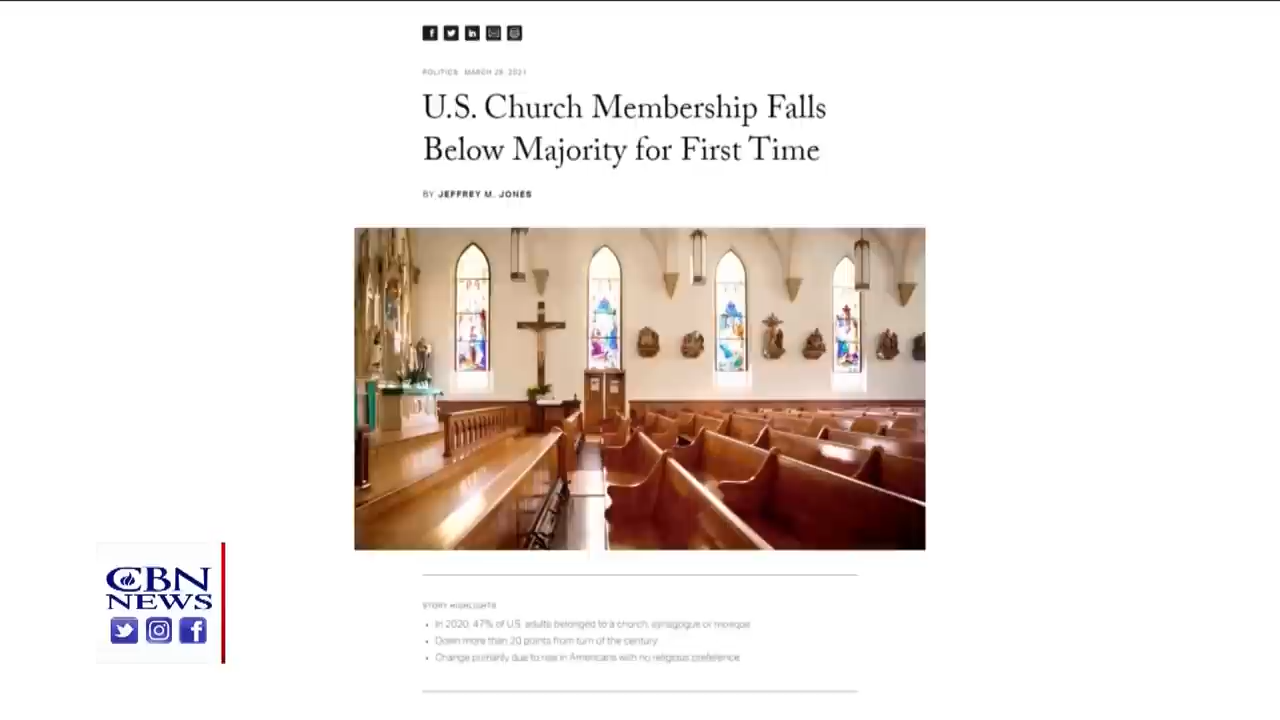 POLITICS MARCH 29, 2021
U.S. Church Membership Falls
Below Majority for First Time
BY JEFFREY M. JONES
CBN
NEWS
STORY HIGHLIGHTS
• In 2020, 47% of U.S. adults belonged to a church, synagogue or mosque
• Down more than 20 points from turn of the century
• Change primarily due to rise in Americans with no religious preference